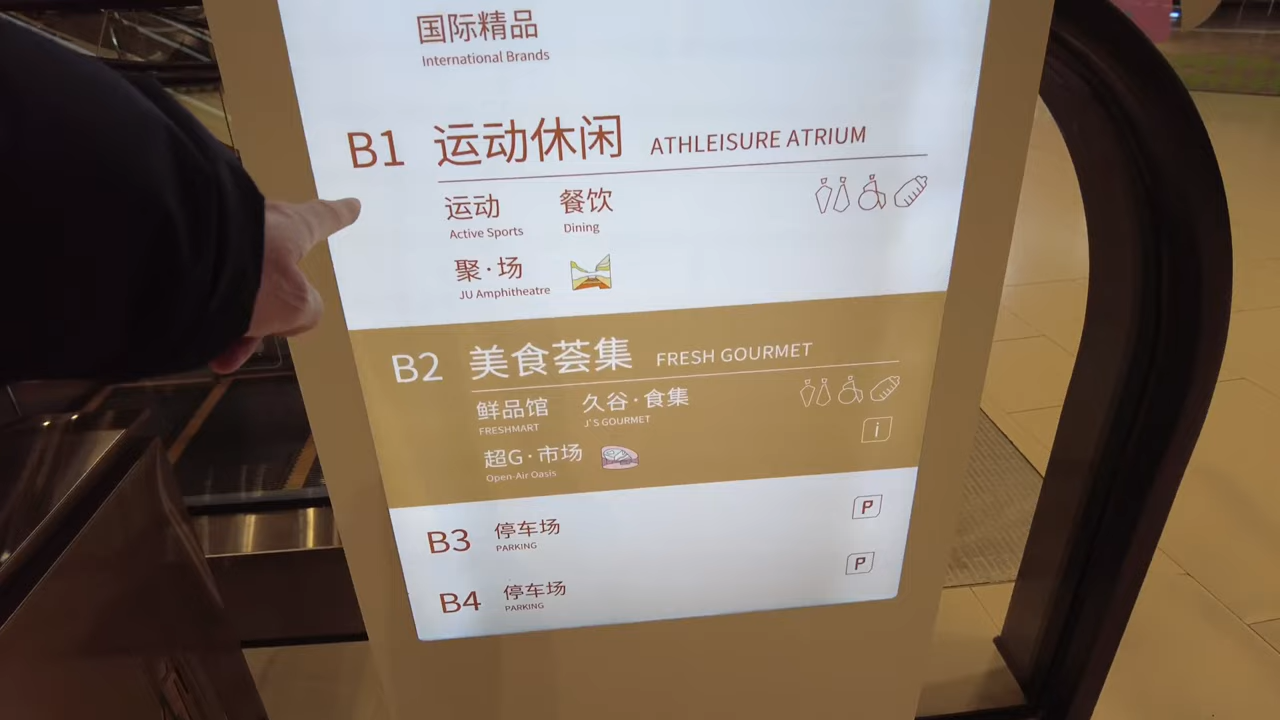 国际精品
International Brands
B1 运动休闲 ATHLEISURE ATRIUM
运动 餐饮
Active Sports Dining
聚·场
JU Amphitheatre
B2 美食荟集 FRESH GOURMET
鲜品馆 久谷·食集
FRESHMART J'S GOURMET
i
超G·市场
Open-Air Oasis
B3 停车场 P
PARKING
B4 停车场 P
PARKING